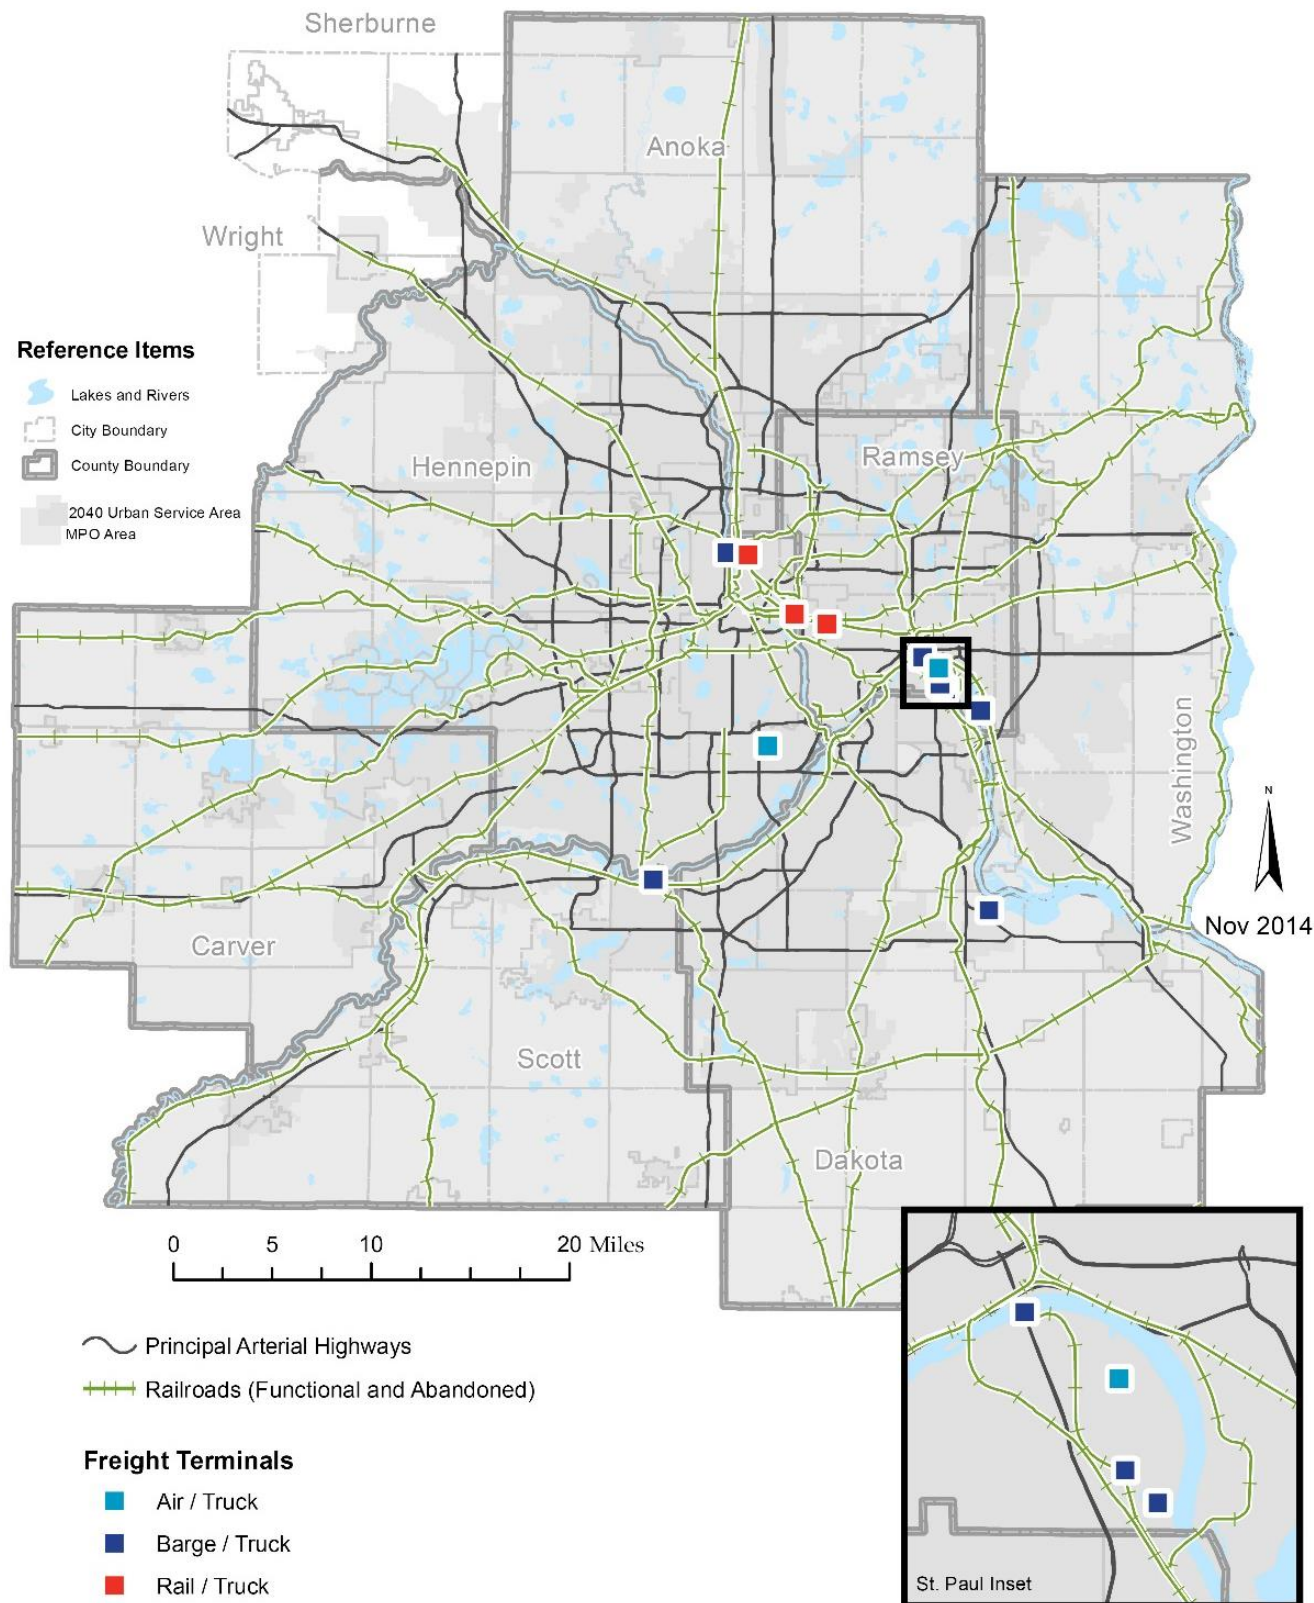 Sherburne
Anoka
Wright
Reference Items
Lakes and Rivers
City Boundary
County Boundary
2040 Urban Service Area
MPO Area
Hennepin
Ramsey
Washington
N
Nov 2014
Carver
Scott
Dakota
0 5 10 20 Miles
Principal Arterial Highways
Railroads (Functional and Abandoned)
Freight Terminals
Air / Truck
Barge / Truck
Rail / Truck
St. Paul Inset